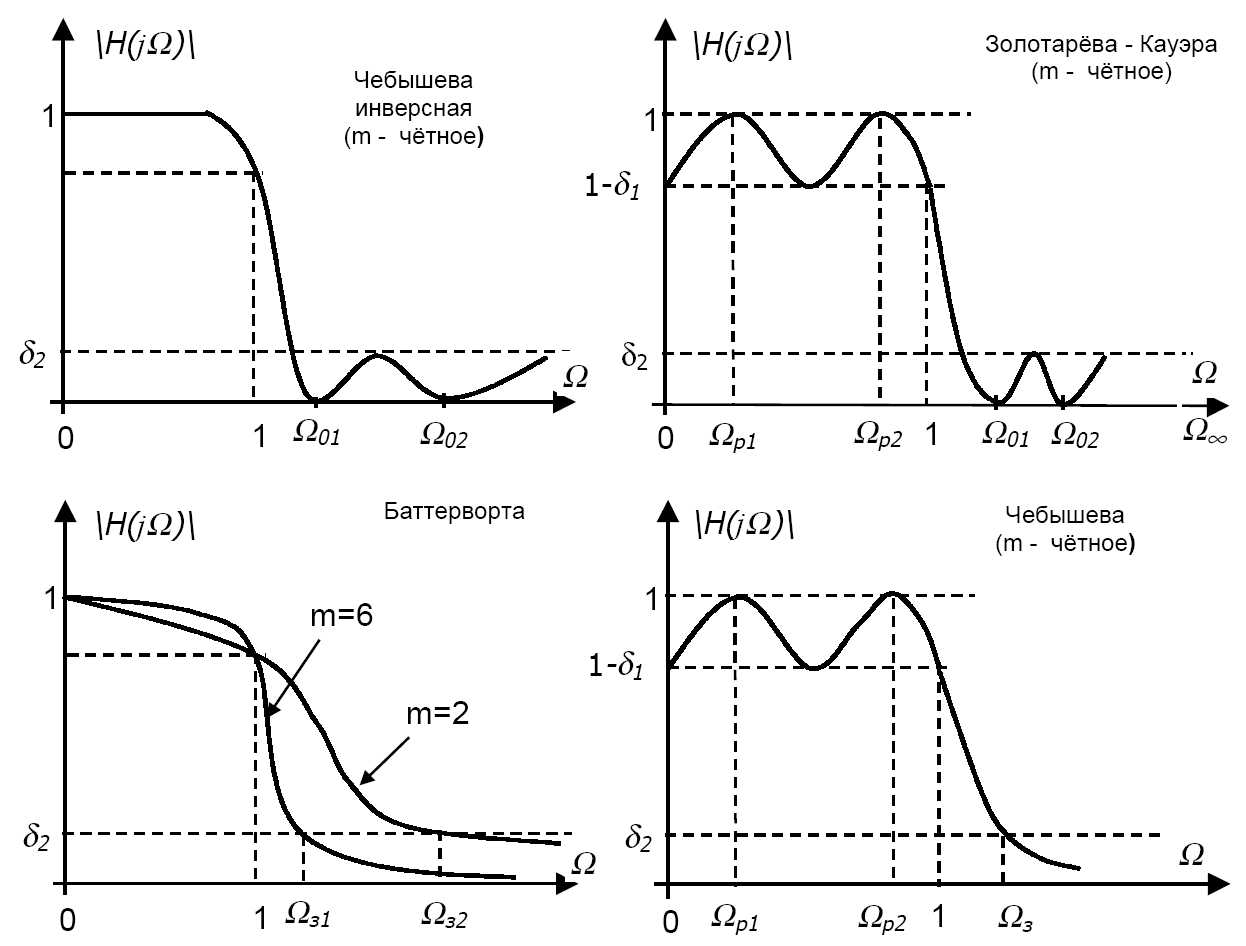 \H(jΩ)\
Чебышева
инверсная
(m - чётное)
1
δ2
Ω
0
1
Ω01
Ω02
\H(jΩ)\
Золотарёва - Кауэра
(m - чётное)
1
1-δ1
δ2
Ω
0
Ωp1
Ωp2
1
Ω01
Ω02
Ω∞
\H(jΩ)\
Баттерворта
1
m=6
m=2
δ2
Ω
0
1
Ωз1
Ωз2
\H(jΩ)\
Чебышева
(m - чётное)
1
1-δ1
δ2
Ω
0
Ωp1
Ωp2
1
Ωз